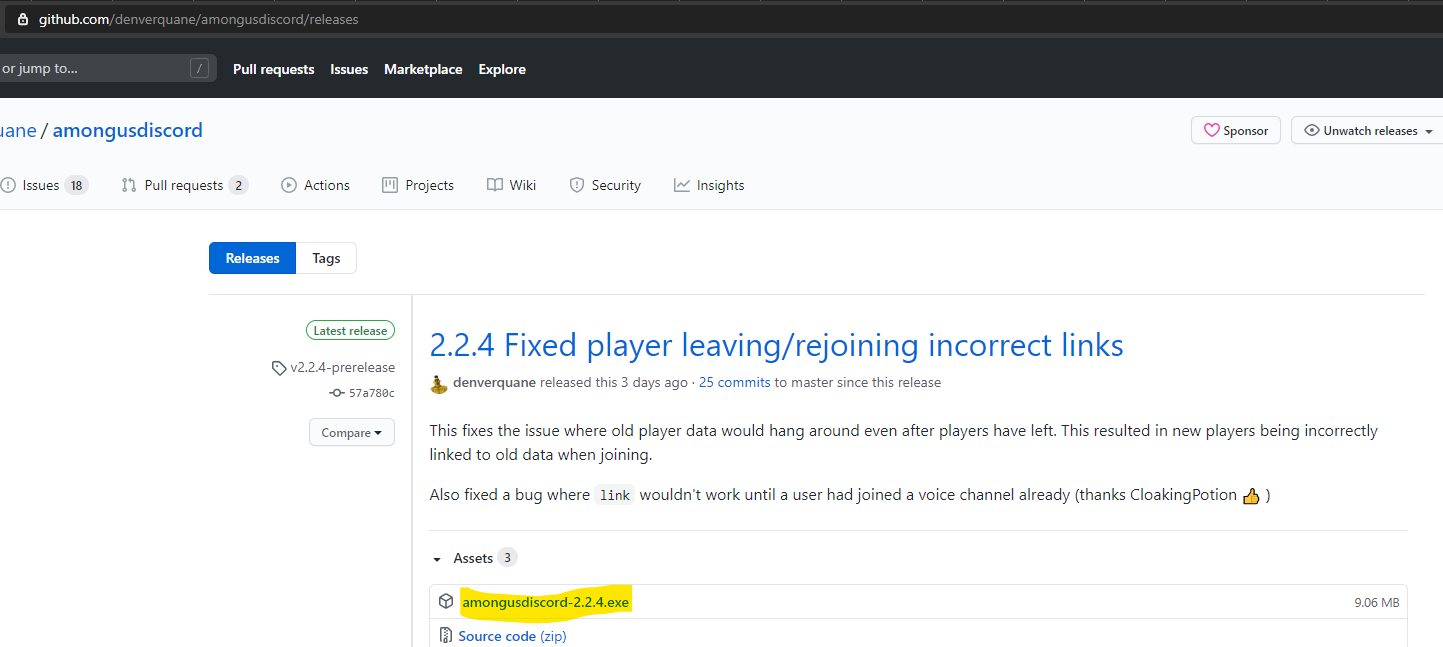 github.com/denverquane/amongusdiscord/releases
or jump to... /
Pull requests Issues Marketplace Explore
uane / amongusdiscord
Sponsor
Unwatch releases
Issues 18 Pull requests 2 Actions Projects Wiki Security Insights
Releases Tags
Latest release
v2.2.4-prerelease
57a780c
Compare
2.2.4 Fixed player leaving/rejoining incorrect links
denverquane released this 3 days ago · 25 commits to master since this release
This fixes the issue where old player data would hang around even after players have left. This resulted in new players being incorrectly
linked to old data when joining.
Also fixed a bug where link wouldn't work until a user had joined a voice channel already (thanks CloakingPotion 👍 )
Assets 3
amongusdiscord-2.2.4.exe 9.06 MB
Source code (zip)